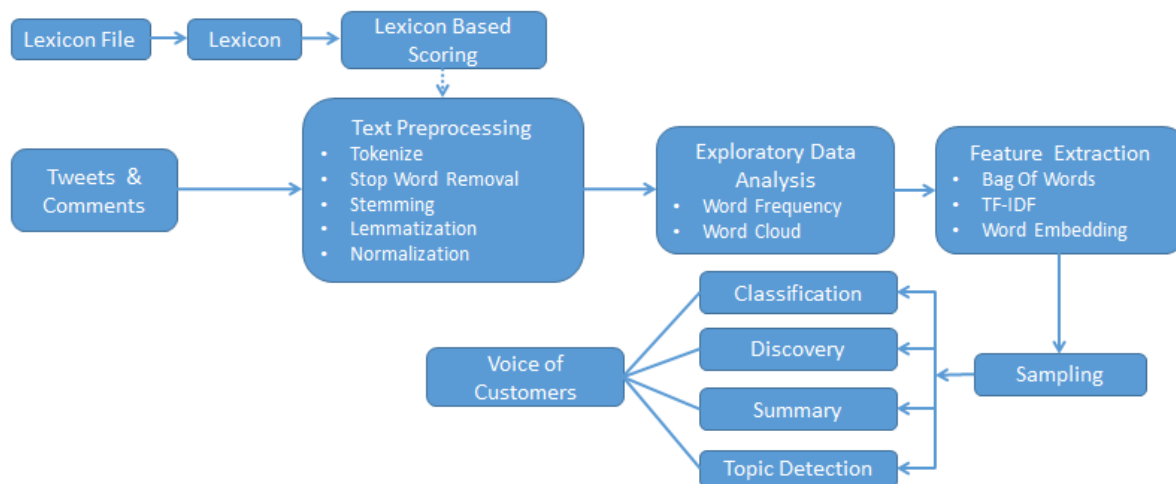 Lexicon File
Lexicon
Lexicon Based
Scoring
Tweets &
Comments
Text Preprocessing
• Tokenize
• Stop Word Removal
• Stemming
• Lemmatization
• Normalization
Exploratory Data
Analysis
• Word Frequency
• Word Cloud
Feature Extraction
• Bag Of Words
• TF-IDF
• Word Embedding
Classification
Discovery
Summary
Topic Detection
Voice of
Customers
Sampling